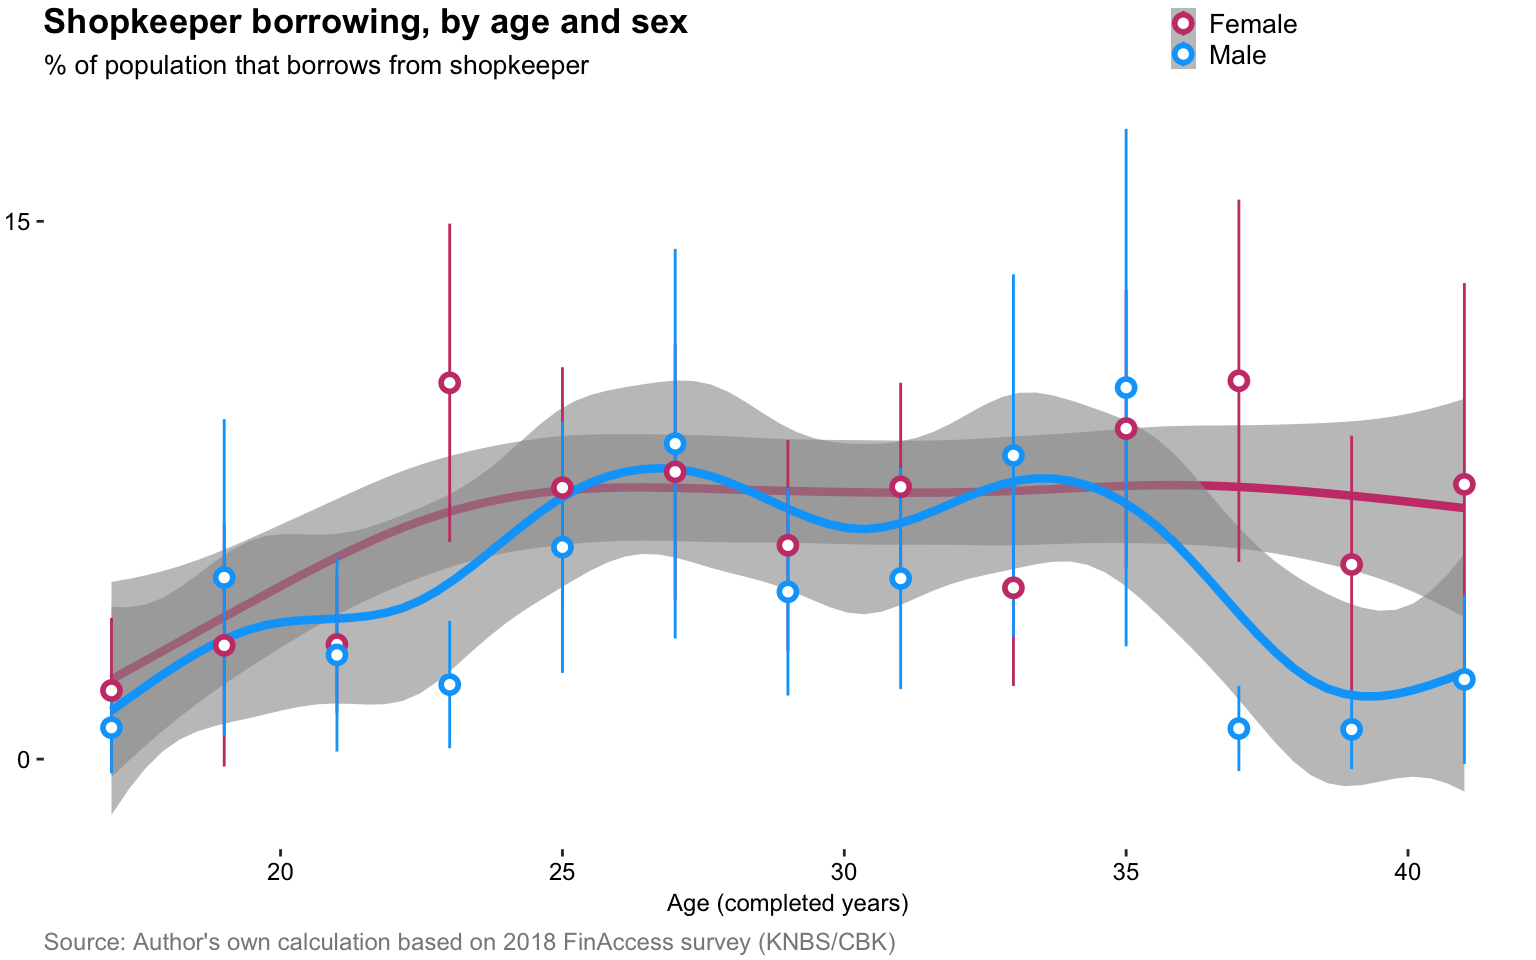 Shopkeeper borrowing, by age and sex
% of population that borrows from shopkeeper
Female
Male
15
0
20 25 30 35 40
Age (completed years)
Source: Author's own calculation based on 2018 FinAccess survey (KNBS/CBK)